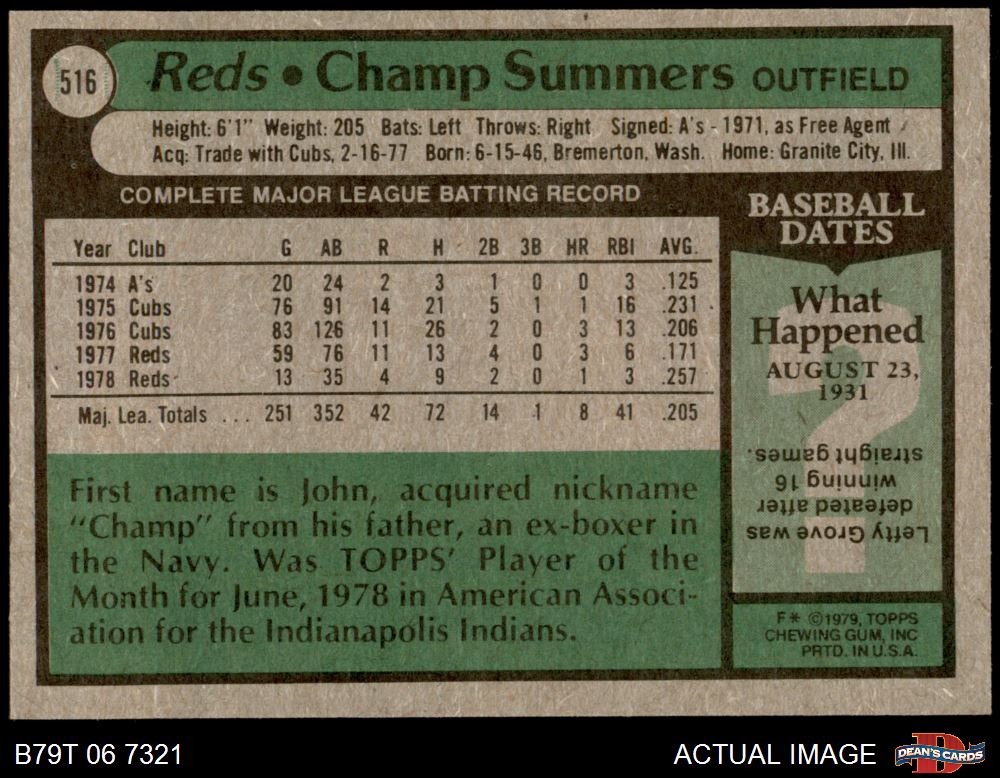 516
Reds • Champ Summers OUTFIELD
Height: 6'1" Weight: 205 Bats: Left Throws: Right Signed: A's - 1971, as Free Agent
Acq: Trade with Cubs, 2-16-77 Born: 6-15-46, Bremerton, Wash. Home: Granite City, Ill.
COMPLETE MAJOR LEAGUE BATTING RECORD
Year Club G AB R H 2B 3B HR RBI AVG.
1974 A's 20 24 2 3 1 0 0 3 .125
1975 Cubs 76 91 14 21 5 1 1 16 .231
1976 Cubs 83 126 11 26 2 0 3 13 .206
1977 Reds 59 76 11 13 4 0 3 6 .171
1978 Reds 13 35 4 9 2 0 1 3 .257
Maj. Lea. Totals ... 251 352 42 72 14 1 8 41 .205
First name is John, acquired nickname
"Champ" from his father, an ex-boxer in
the Navy. Was TOPPS' Player of the
Month for June, 1978 in American Associ-
ation for the Indianapolis Indians.
BASEBALL
DATES
What
Happened
AUGUST 23,
1931
Lefty Grove was
defeated after
winning 16
straight games.
F* ©1979, TOPPS
CHEWING GUM, INC
PRTD. IN U.S.A.
B79T 06 7321
ACTUAL IMAGE
DEAN'S CARDS